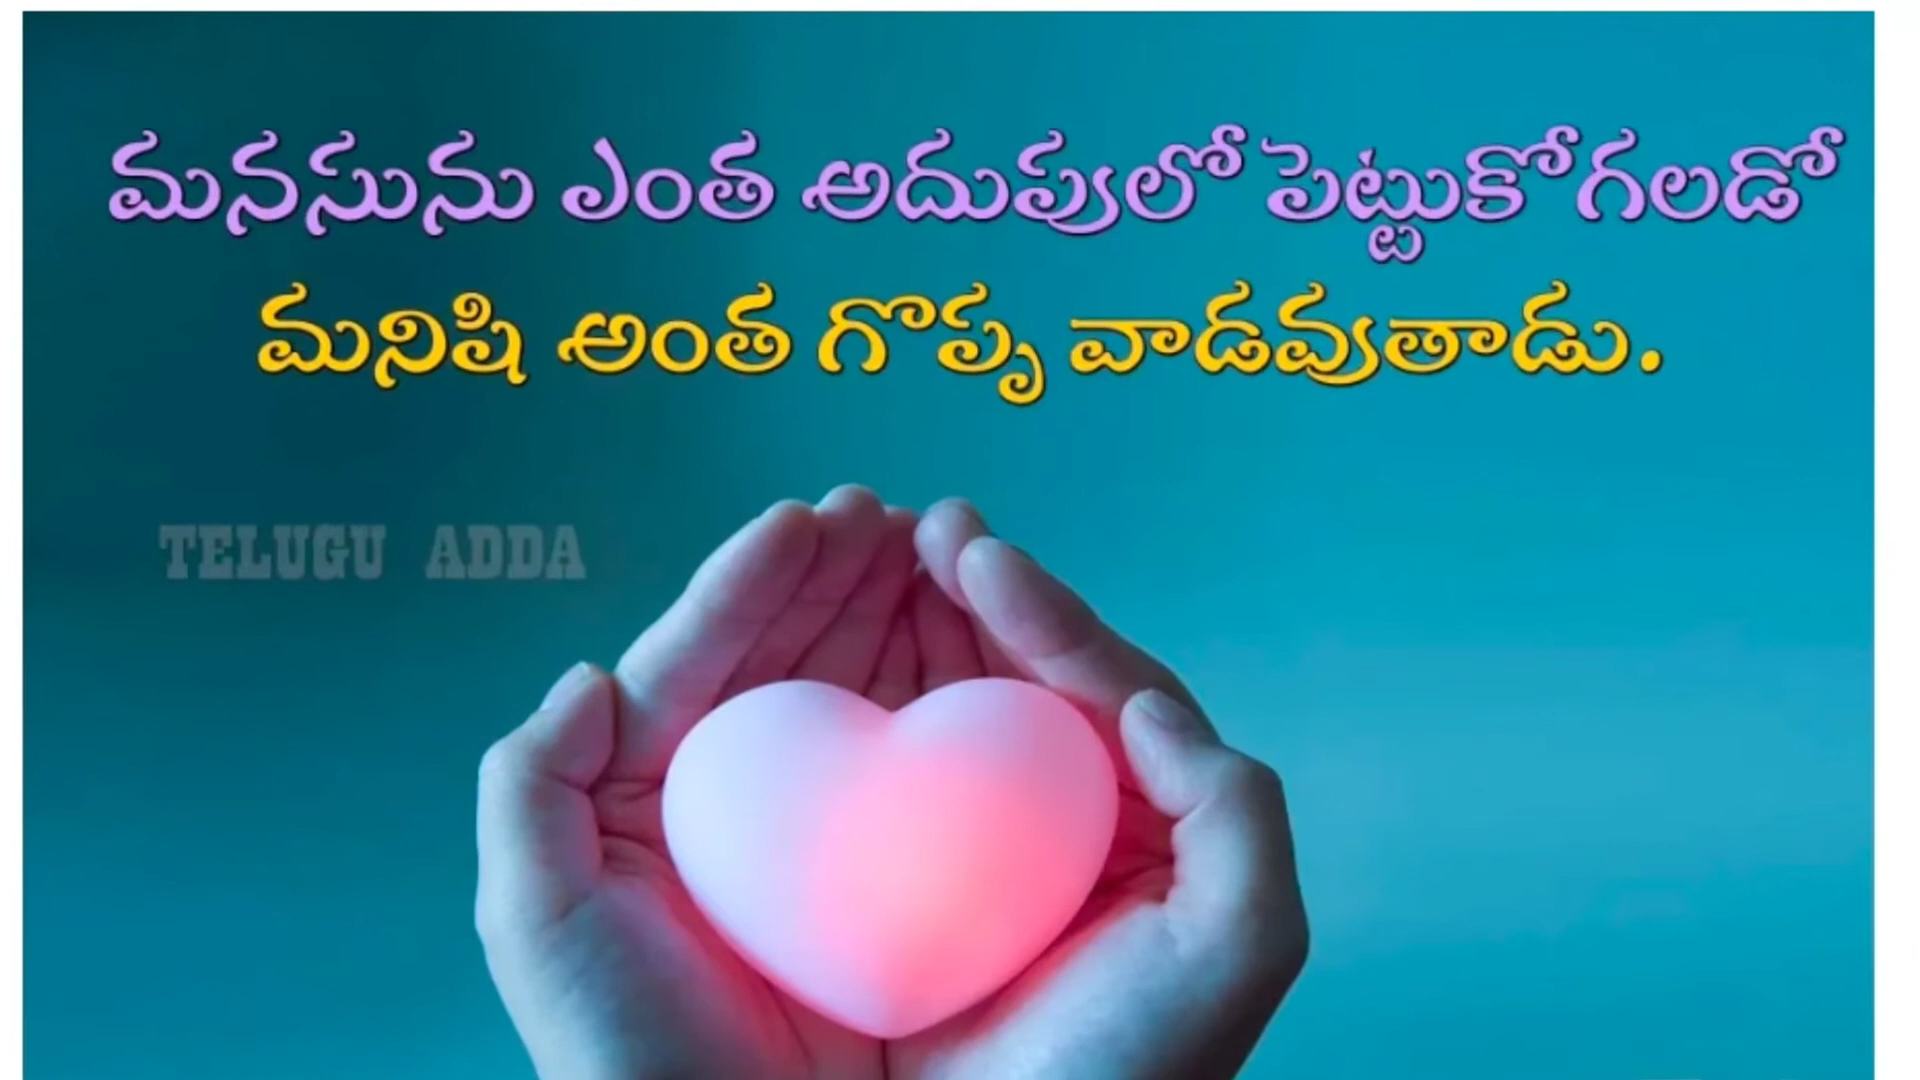 మనసును ఎంత అదుపులో పెట్టుకోగలడో
మనిషి అంత గొప్ప వాడవుతాడు.
TELUGU ADDA